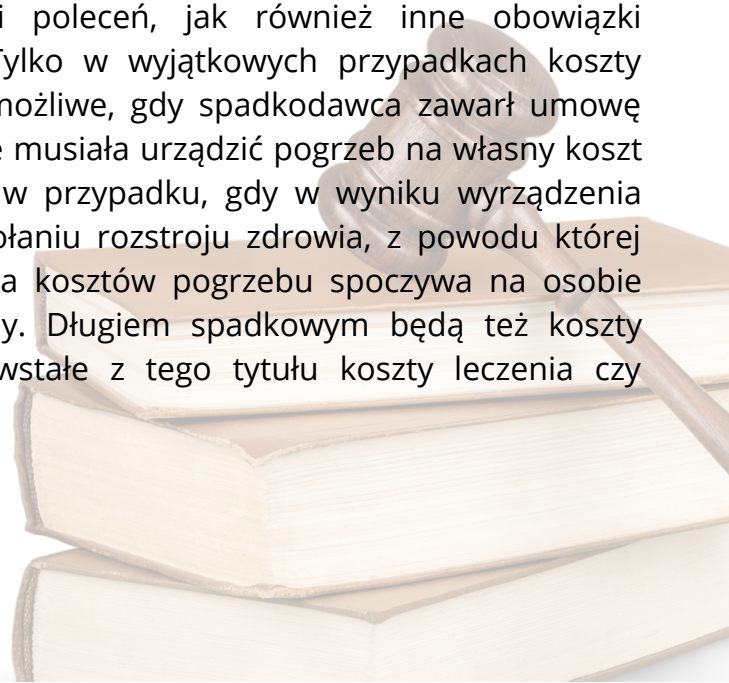 i poleceń, jak również inne obowiązki
Tylko w wyjątkowych przypadkach koszty
możliwe, gdy spadkodawca zawarł umowę
musiała urządzić pogrzeb na własny koszt
w przypadku, gdy w wyniku wyrządzenia
rozstroju zdrowia, z powodu której
kosztów pogrzebu spoczywa na osobie
Długiem spadkowym będą też koszty
z tego tytułu koszty leczenia czy